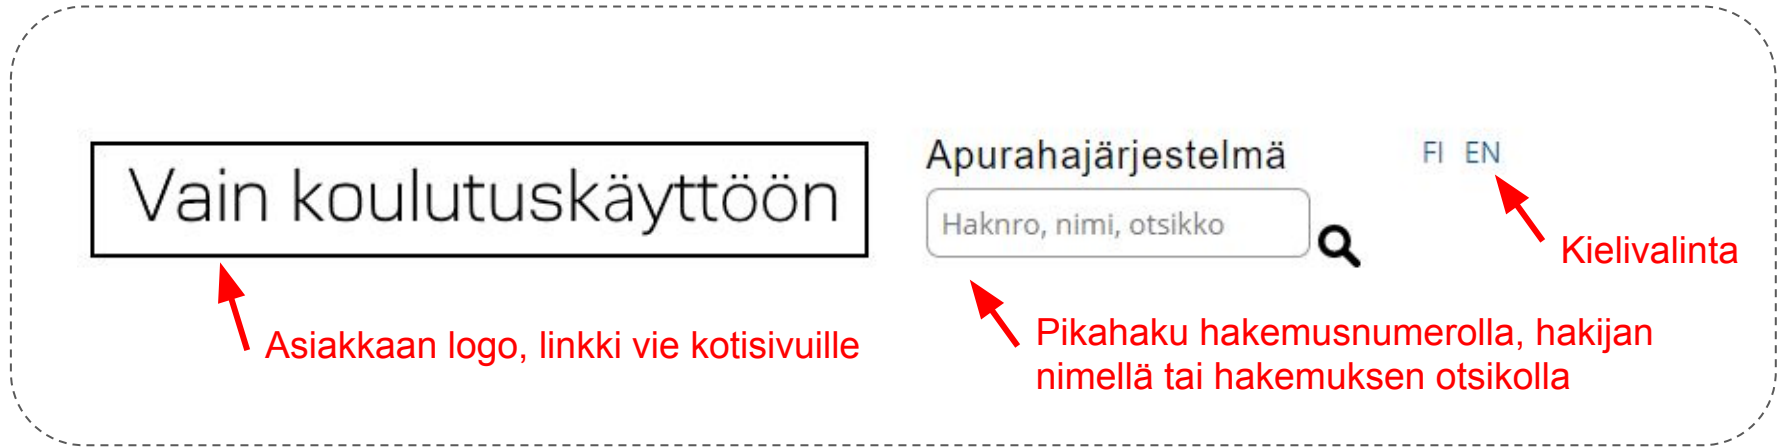 Vain koulutuskäyttöön
Apurahajärjestelmä
FI EN
Haknro, nimi, otsikko
Kielivalinta
Asiakkaan logo, linkki vie kotisivuille
Pikahaku hakemusnumerolla, hakijan
nimellä tai hakemuksen otsikolla